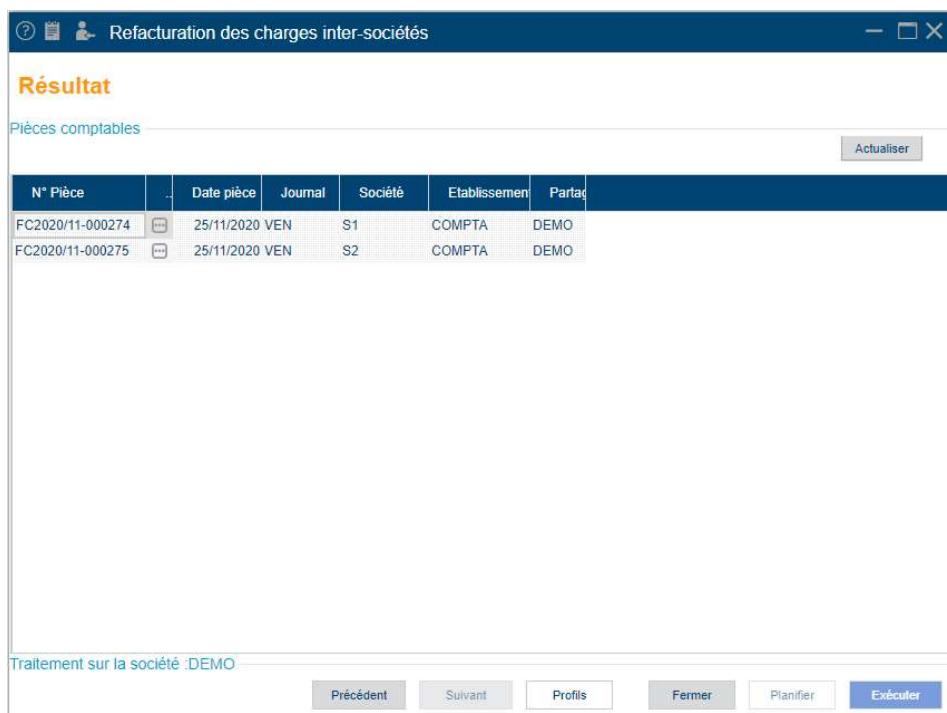 Refacturation des charges inter-sociétés
Résultat
Pièces comptables
Actualiser
N° Pièce .. Date pièce Journal Société Etablissement Partag
FC2020/11-000274 25/11/2020 VEN S1 COMPTA DEMO
FC2020/11-000275 25/11/2020 VEN S2 COMPTA DEMO
Traitement sur la société :DEMO
Précédent Suivant Profils Fermer Planifier Exécuter